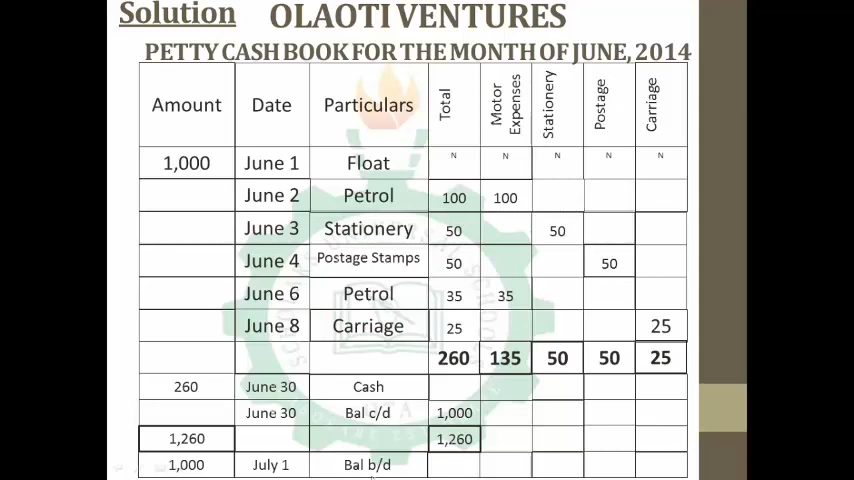 Solution
OLAOTI VENTURES
PETTY CASH BOOK FOR THE MONTH OF JUNE, 2014
Amount Date Particulars Total Motor Expenses Stationery Postage Carriage
1,000 June 1 Float N N N N N
June 2 Petrol 100 100
June 3 Stationery 50 50
June 4 Postage Stamps 50 50
June 6 Petrol 35 35
June 8 Carriage 25 25
260 135 50 50 25
260 June 30 Cash
June 30 Bal c/d 1,000
1,260 1,260
1,000 July 1 Bal b/d